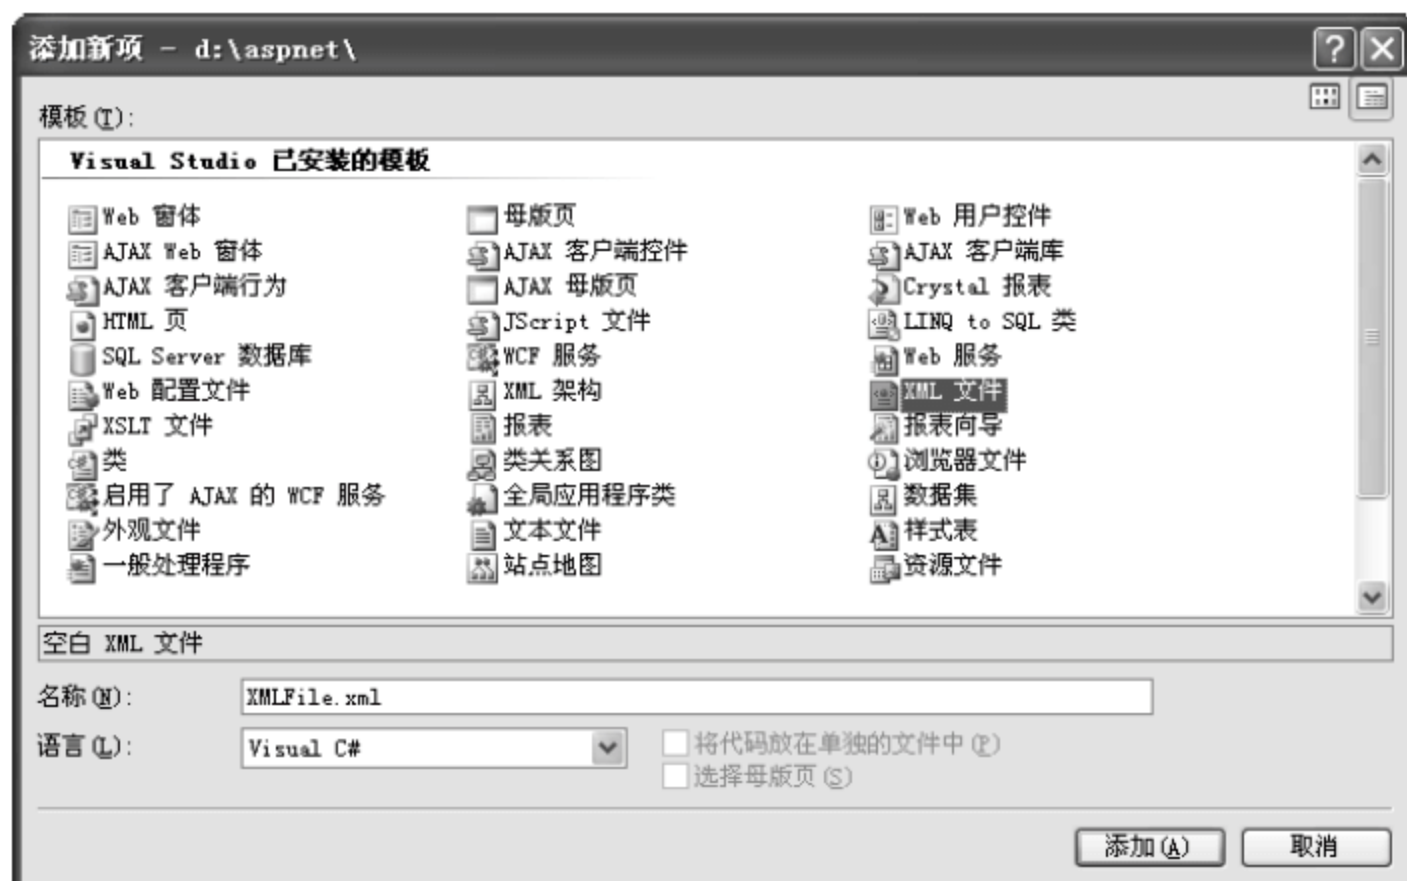 添加新项 - d:\aspnet\
模板(T):
Visual Studio 已安装的模板
Web 窗体 母版页 Web 用户控件
AJAX Web 窗体 AJAX 客户端控件 AJAX 客户端库
AJAX 客户端行为 AJAX 母版页 Crystal 报表
HTML 页 JScript 文件 LINQ to SQL 类
SQL Server 数据库 WCF 服务 Web 服务
Web 配置文件 XML 架构 XML 文件
XSLT 文件 报表 报表向导
类 类关系图 浏览器文件
启用了 AJAX 的 WCF 服务 全局应用程序类 数据集
外观文件 文本文件 样式表
一般处理程序 站点地图 资源文件
空白 XML 文件
名称(N): XMLFile.xml
语言(L): Visual C# 将代码放在单独的文件中(P)
选择母版页(S)
添加(A) 取消